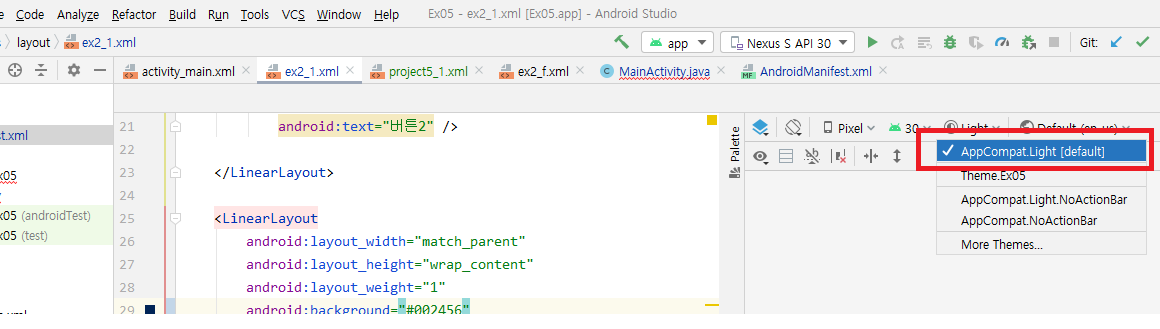 Code Analyze Refactor Build Run Tools VCS Window Help Ex05 - ex2_1.xml [Ex05.app] - Android Studio
layout ex2_1.xml app Nexus S API 30 Git:
activity_main.xml ex2_1.xml project5_1.xml ex2_f.xml MainActivity.java AndroidManifest.xml
21 android:text="버튼2" />
22
23 </LinearLayout>
24
25 <LinearLayout
26 android:layout_width="match_parent"
27 android:layout_height="wrap_content"
28 android:layout_weight="1"
29 android:background="#002456"
st.xml
x05
x05 (androidTest)
x05 (test)
Palette
Pixel 30 Light Default (en-us)
AppCompat.Light [default]
Theme.Ex05
AppCompat.Light.NoActionBar
AppCompat.NoActionBar
More Themes...